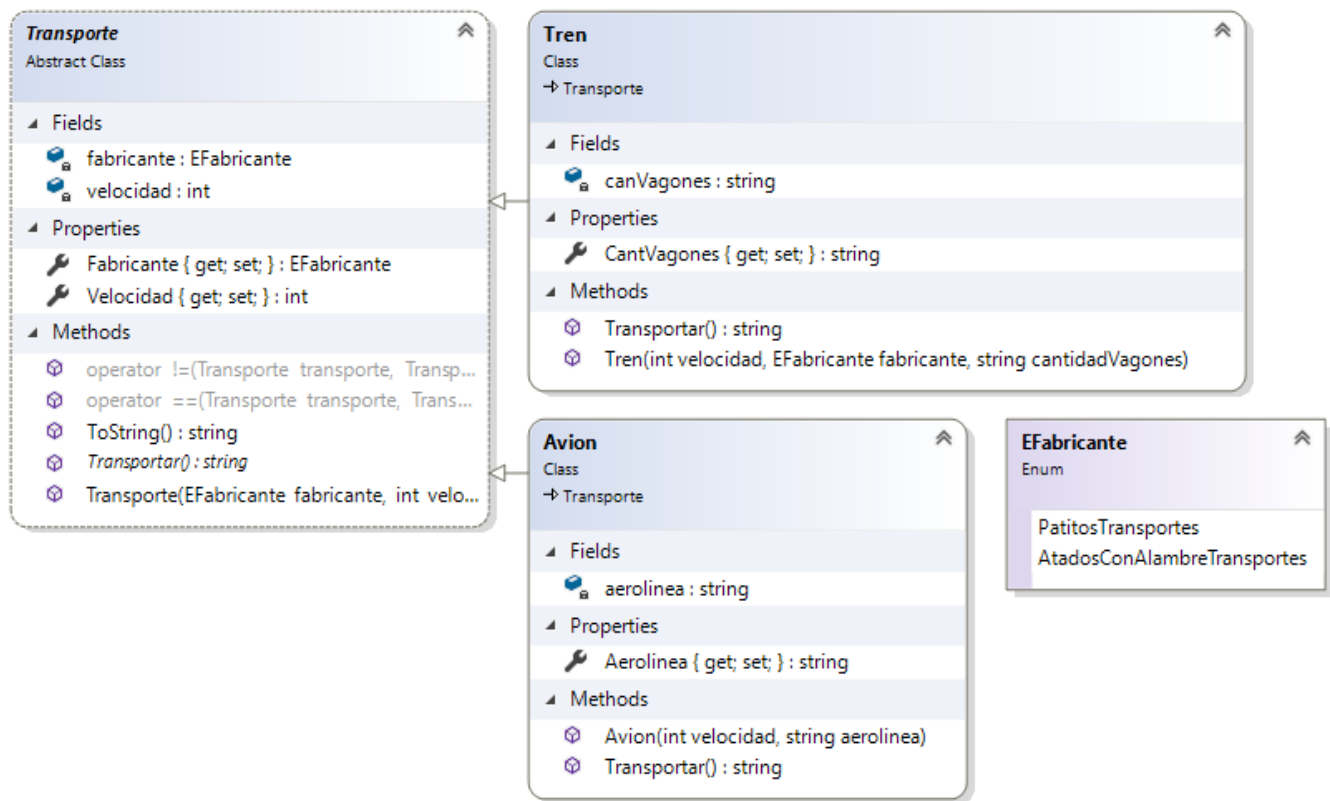 Transporte
Abstract Class
Fields
fabricante : EFabricante
velocidad : int
Properties
Fabricante { get; set; } : EFabricante
Velocidad { get; set; } : int
Methods
operator !=(Transporte transporte, Transp...
operator ==(Transporte transporte, Trans...
ToString() : string
Transportar() : string
Transporte(EFabricante fabricante, int velo...
Tren
Class
Transporte
Fields
canVagones : string
Properties
CantVagones { get; set; } : string
Methods
Transportar() : string
Tren(int velocidad, EFabricante fabricante, string cantidadVagones)
Avion
Class
Transporte
Fields
aerolinea : string
Properties
Aerolinea { get; set; } : string
Methods
Avion(int velocidad, string aerolinea)
Transportar() : string
EFabricante
Enum
PatitosTransportes
AtadosConAlambreTransportes